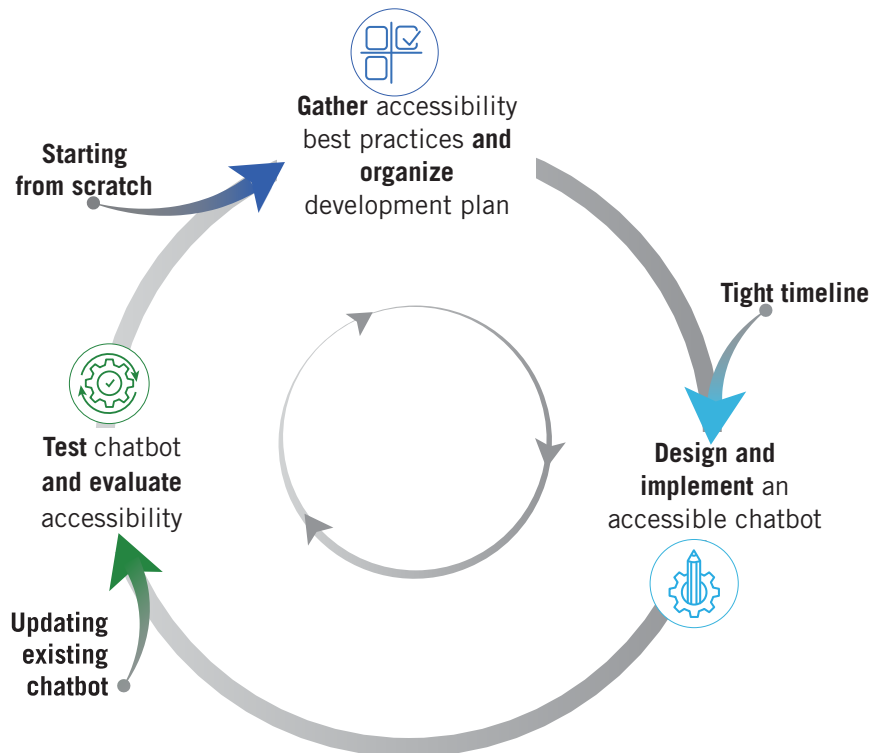 Gather accessibility
best practices and
organize
development plan
Starting
from scratch
Tight timeline
Design and
implement an
accessible chatbot
Test chatbot
and evaluate
accessibility
Updating
existing
chatbot